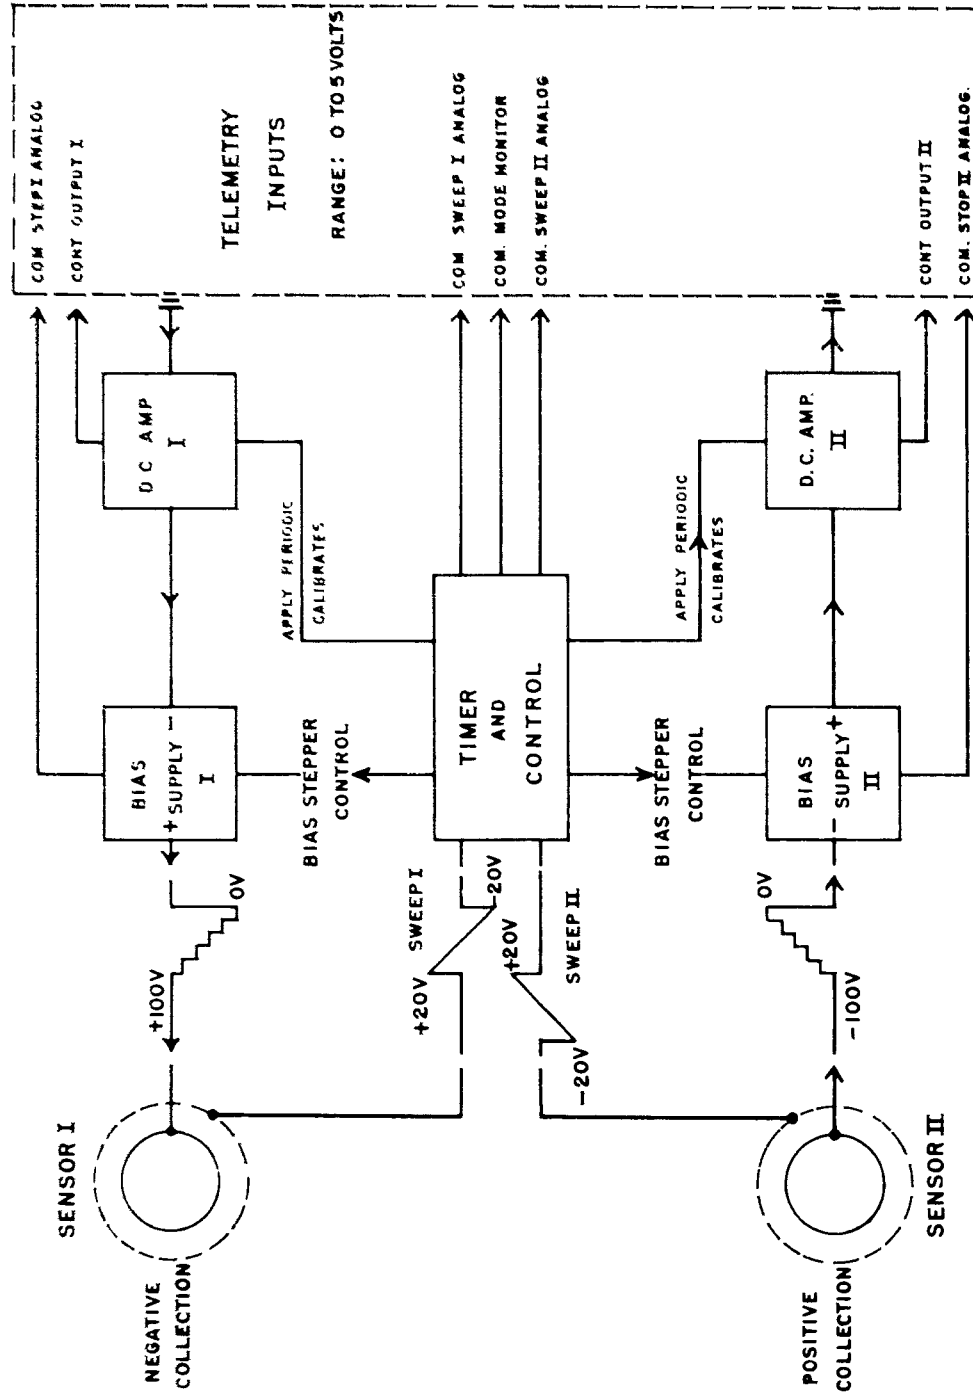 SENSOR I
NEGATIVE
COLLECTION
+100V
0V
BIAS
+ SUPPLY -
I
D C AMP
I
COM STEP I ANALOG
CONT OUTPUT I
TELEMETRY
INPUTS
RANGE: 0 TO 5 VOLTS
BIAS STEPPER
CONTROL
APPLY PERIODIC
CALIBRATES
SWEEP I
+20V
-20V
TIMER
AND
CONTROL
COM SWEEP I ANALOG
COM. MODE MONITOR
COM. SWEEP II ANALOG
+20V
SWEEP II
-20V
BIAS STEPPER
CONTROL
APPLY PERIODIC
CALIBRATES
0V
-100V
BIAS
- SUPPLY +
II
D.C. AMP.
II
CONT OUTPUT II
COM. STOP II ANALOG.
POSITIVE
COLLECTION
SENSOR II